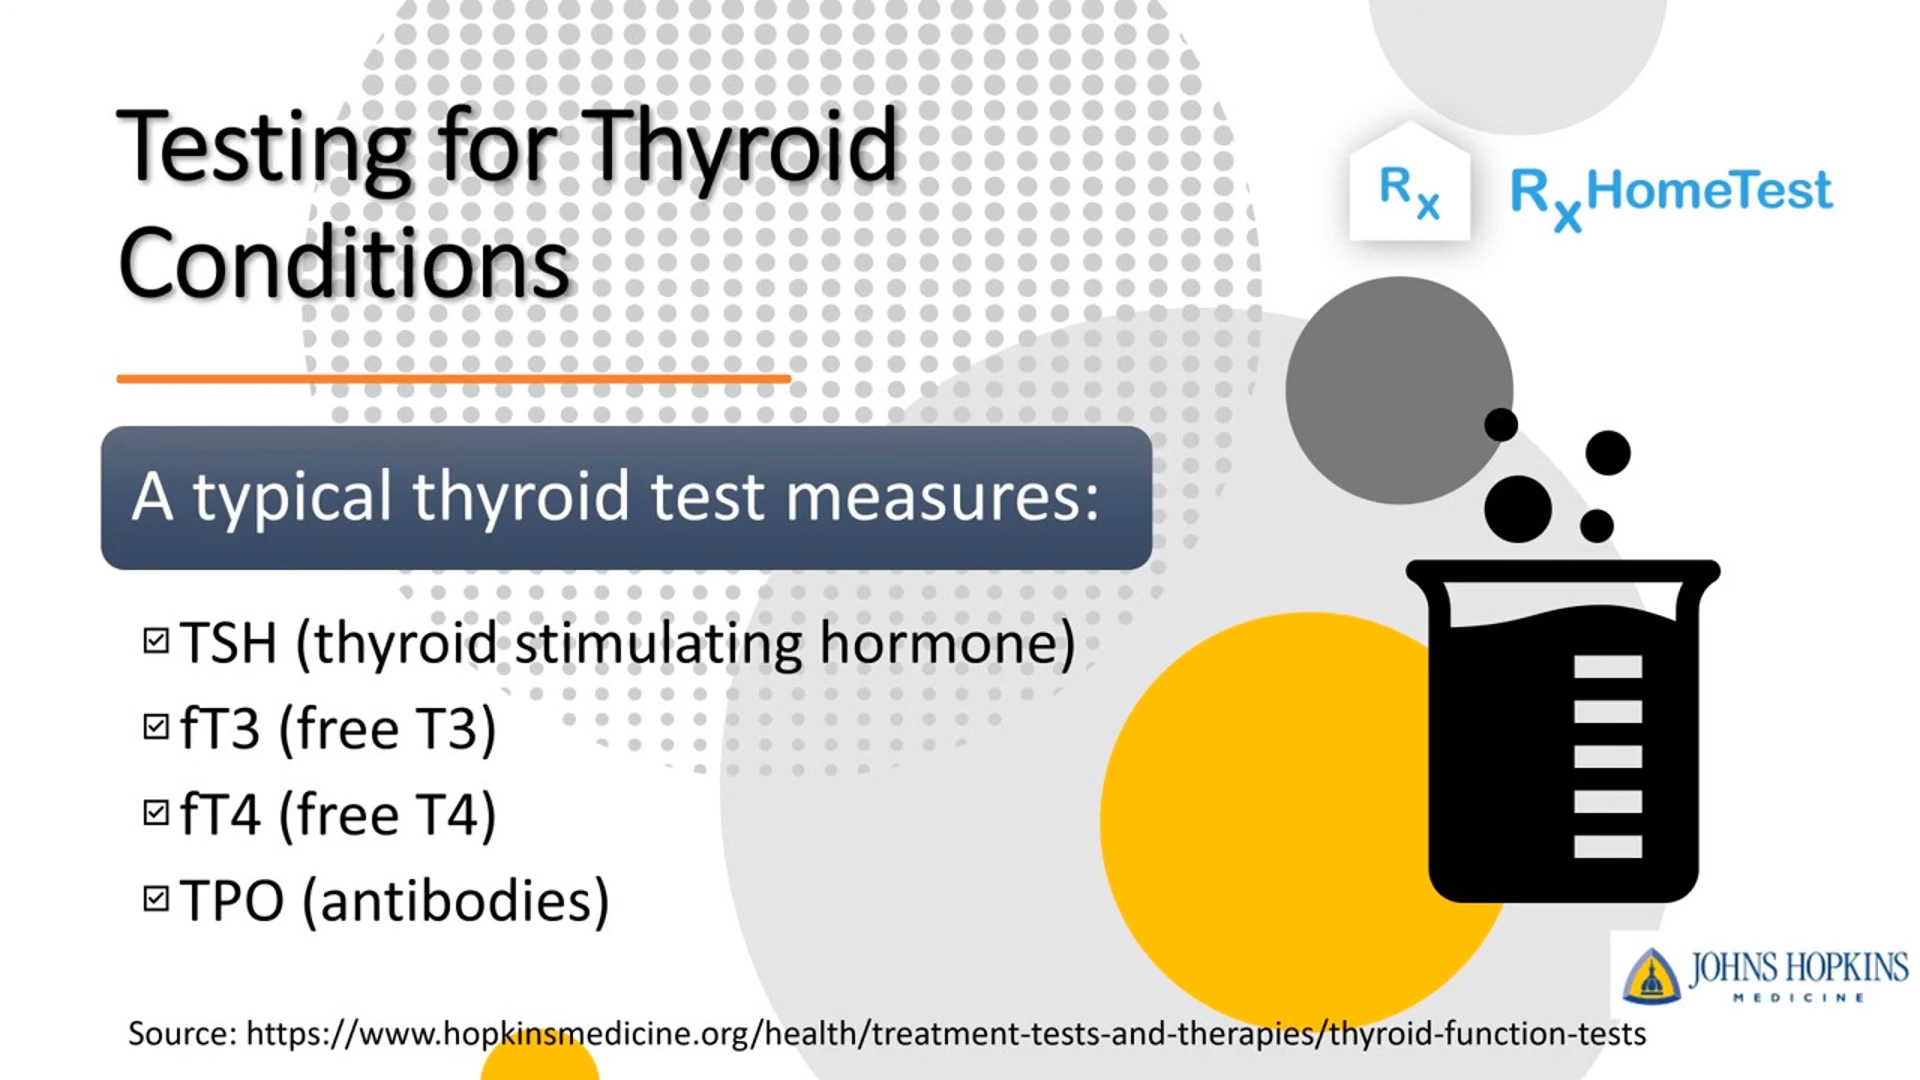 Testing for Thyroid
Conditions
Rx
RxHomeTest
A typical thyroid test measures:
☑ TSH (thyroid stimulating hormone)
☑ fT3 (free T3)
☑ fT4 (free T4)
☑ TPO (antibodies)
JOHNS HOPKINS
MEDICINE
Source: https://www.hopkinsmedicine.org/health/treatment-tests-and-therapies/thyroid-function-tests